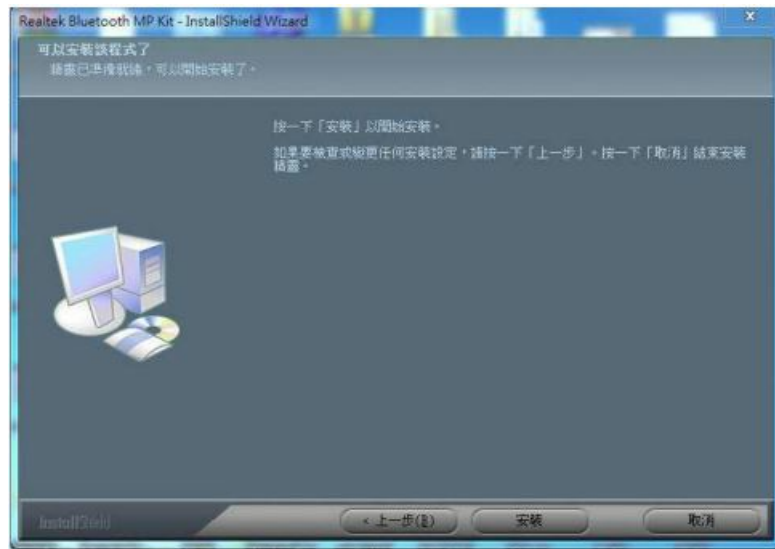 Realtek Bluetooth MP Kit - InstallShield Wizard
可以安裝該程式了
精靈已準備就緒，可以開始安裝了。
按一下「安裝」以開始安裝。
如果要檢查或變更任何安裝設定，請按一下「上一步」。按一下「取消」結束安裝
精靈。
InstallShield
< 上一步(B)
安裝
取消